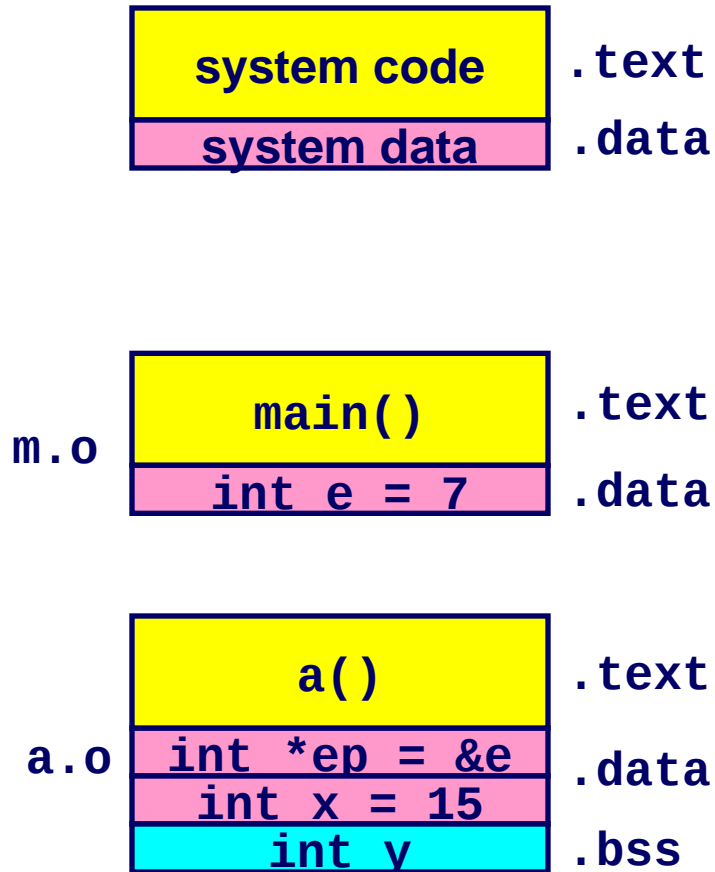 system code .text
system data .data
main() .text
m.o
int e = 7 .data
a() .text
a.o int *ep = &e .data
int x = 15
int y .bss